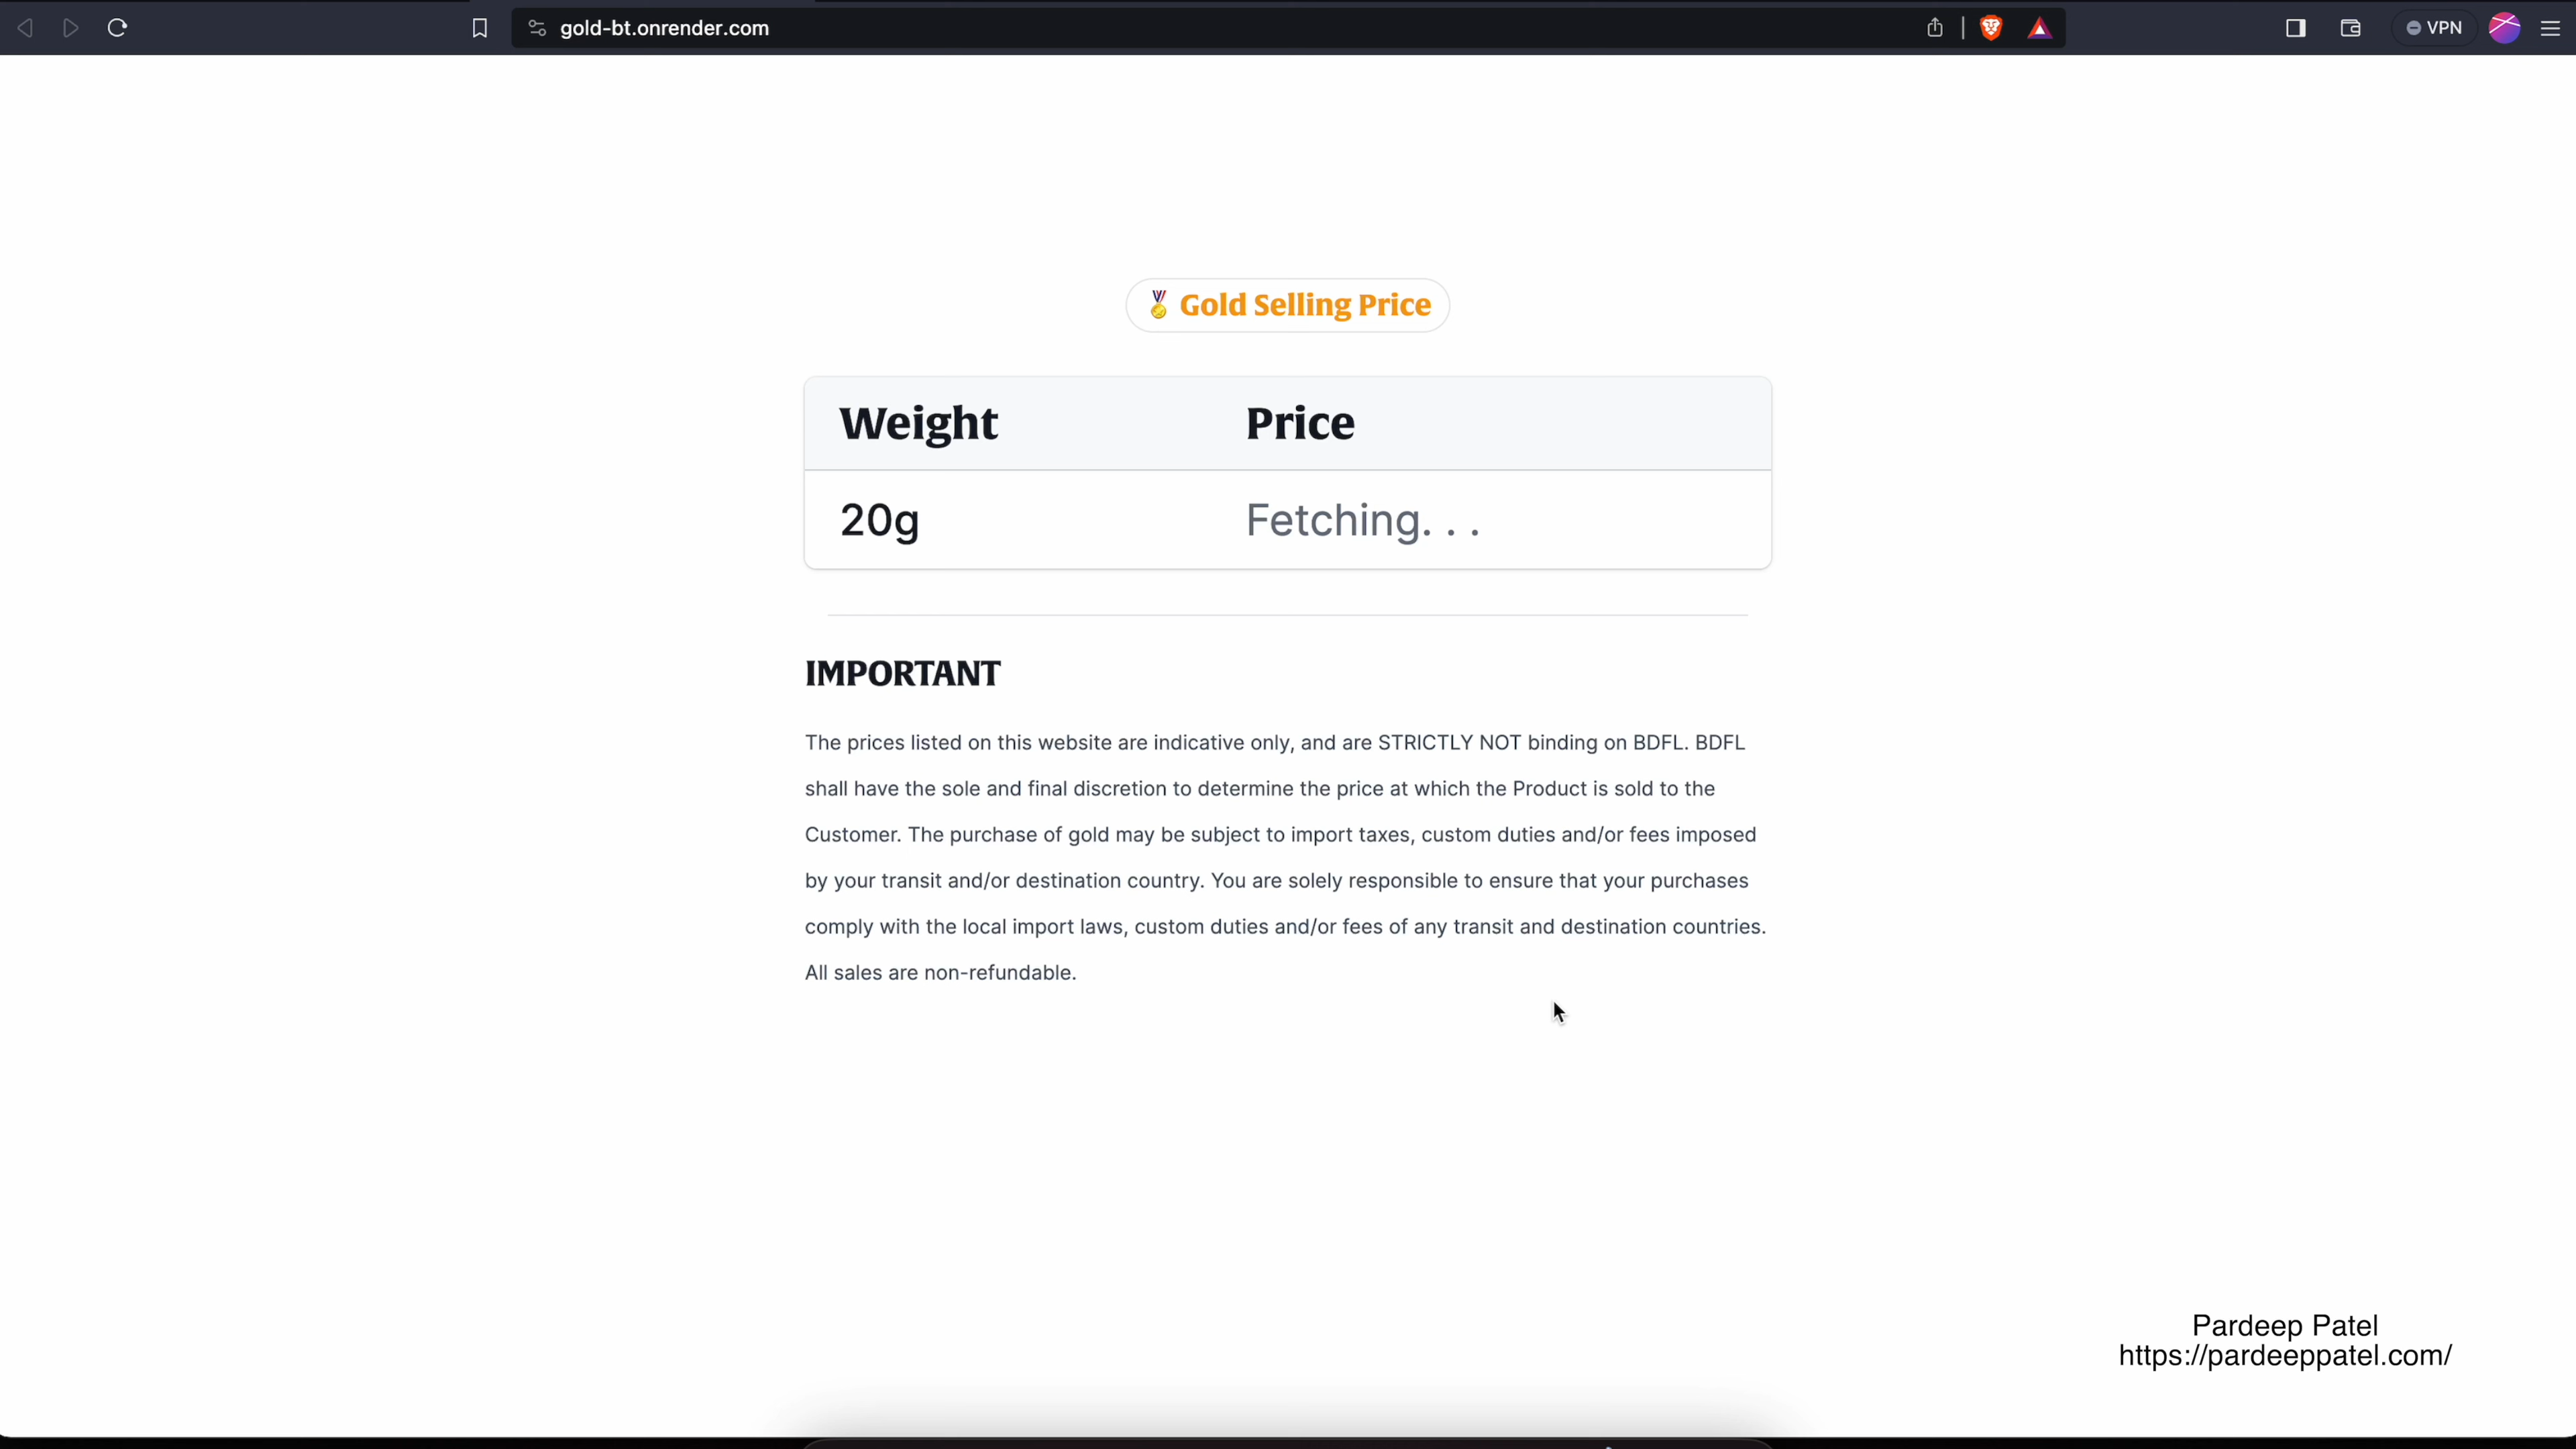 gold-bt.onrender.com
VPN
Gold Selling Price
Weight Price
20g Fetching. . .
IMPORTANT
The prices listed on this website are indicative only, and are STRICTLY NOT binding on BDFL. BDFL
shall have the sole and final discretion to determine the price at which the Product is sold to the
Customer. The purchase of gold may be subject to import taxes, custom duties and/or fees imposed
by your transit and/or destination country. You are solely responsible to ensure that your purchases
comply with the local import laws, custom duties and/or fees of any transit and destination countries.
All sales are non-refundable.
Pardeep Patel
https://pardeeppatel.com/